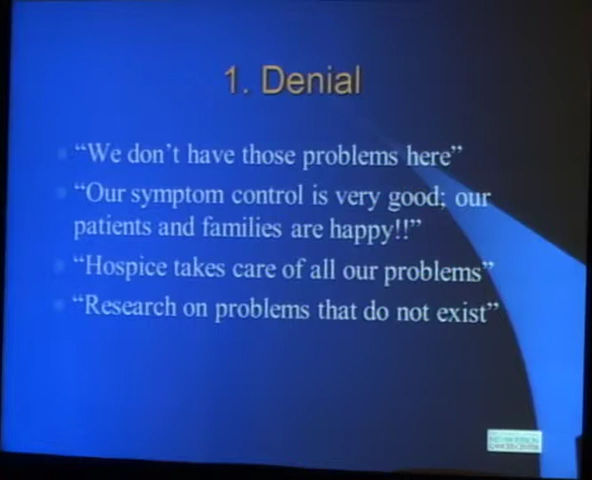 1. Denial
“We don't have those problems here”
“Our symptom control is very good; our
patients and families are happy!!”
“Hospice takes care of all our problems”
“Research on problems that do not exist”